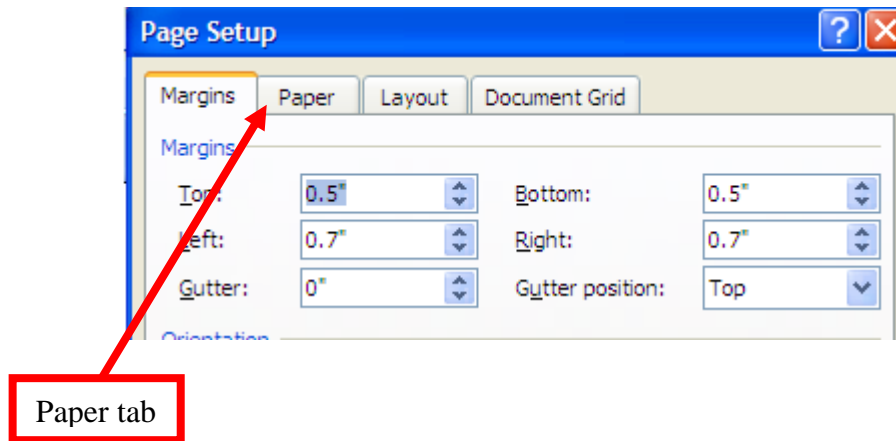 Page Setup
Margins Paper Layout Document Grid
Margins
Top: 0.5" Bottom: 0.5"
Left: 0.7" Right: 0.7"
Gutter: 0" Gutter position: Top
Orientation
Paper tab